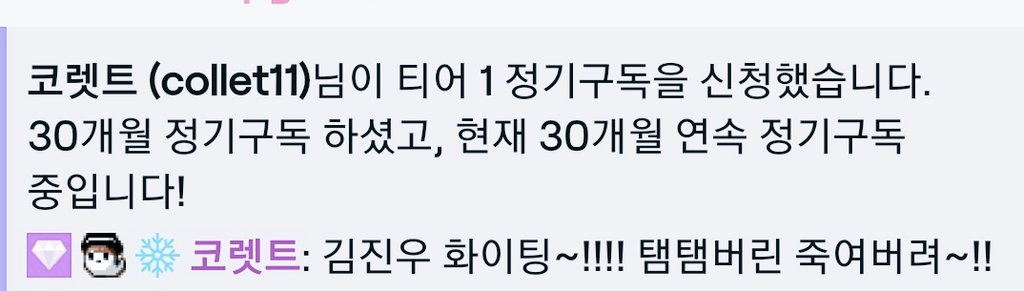 코렛트 (collet11)님이 티어 1 정기구독을 신청했습니다.
30개월 정기구독 하셨고, 현재 30개월 연속 정기구독
중입니다!
코렛트: 김진우 화이팅~!!!! 탬탬버린 죽여버려~!!